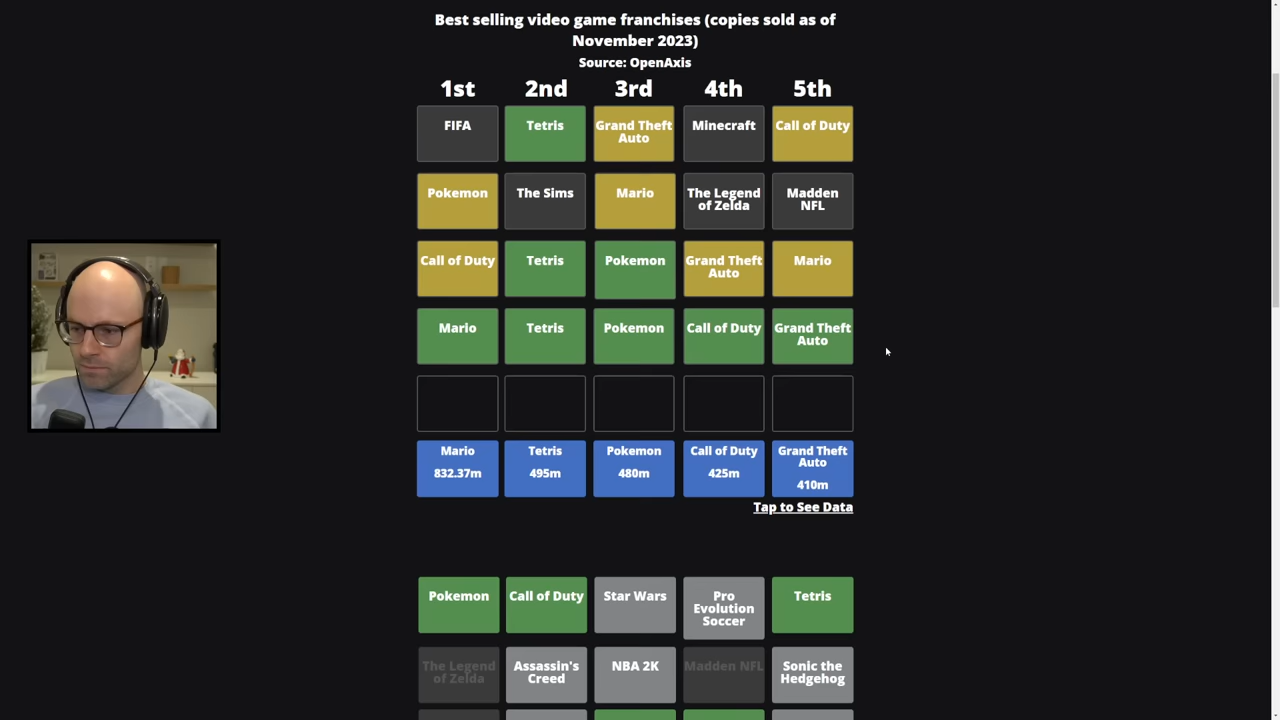 Best selling video game franchises (copies sold as of
November 2023)
Source: OpenAxis
1st 2nd 3rd 4th 5th
FIFA
Tetris
Grand Theft
Auto
Minecraft
Call of Duty
Pokemon
The Sims
Mario
The Legend
of Zelda
Madden
NFL
Call of Duty
Tetris
Pokemon
Grand Theft
Auto
Mario
Mario
Tetris
Pokemon
Call of Duty
Grand Theft
Auto
Mario
832.37m
Tetris
495m
Pokemon
480m
Call of Duty
425m
Grand Theft
Auto
410m
Tap to See Data
Pokemon
Call of Duty
Star Wars
Pro
Evolution
Soccer
Tetris
The Legend
of Zelda
Assassin's
Creed
NBA 2K
Madden NFL
Sonic the
Hedgehog